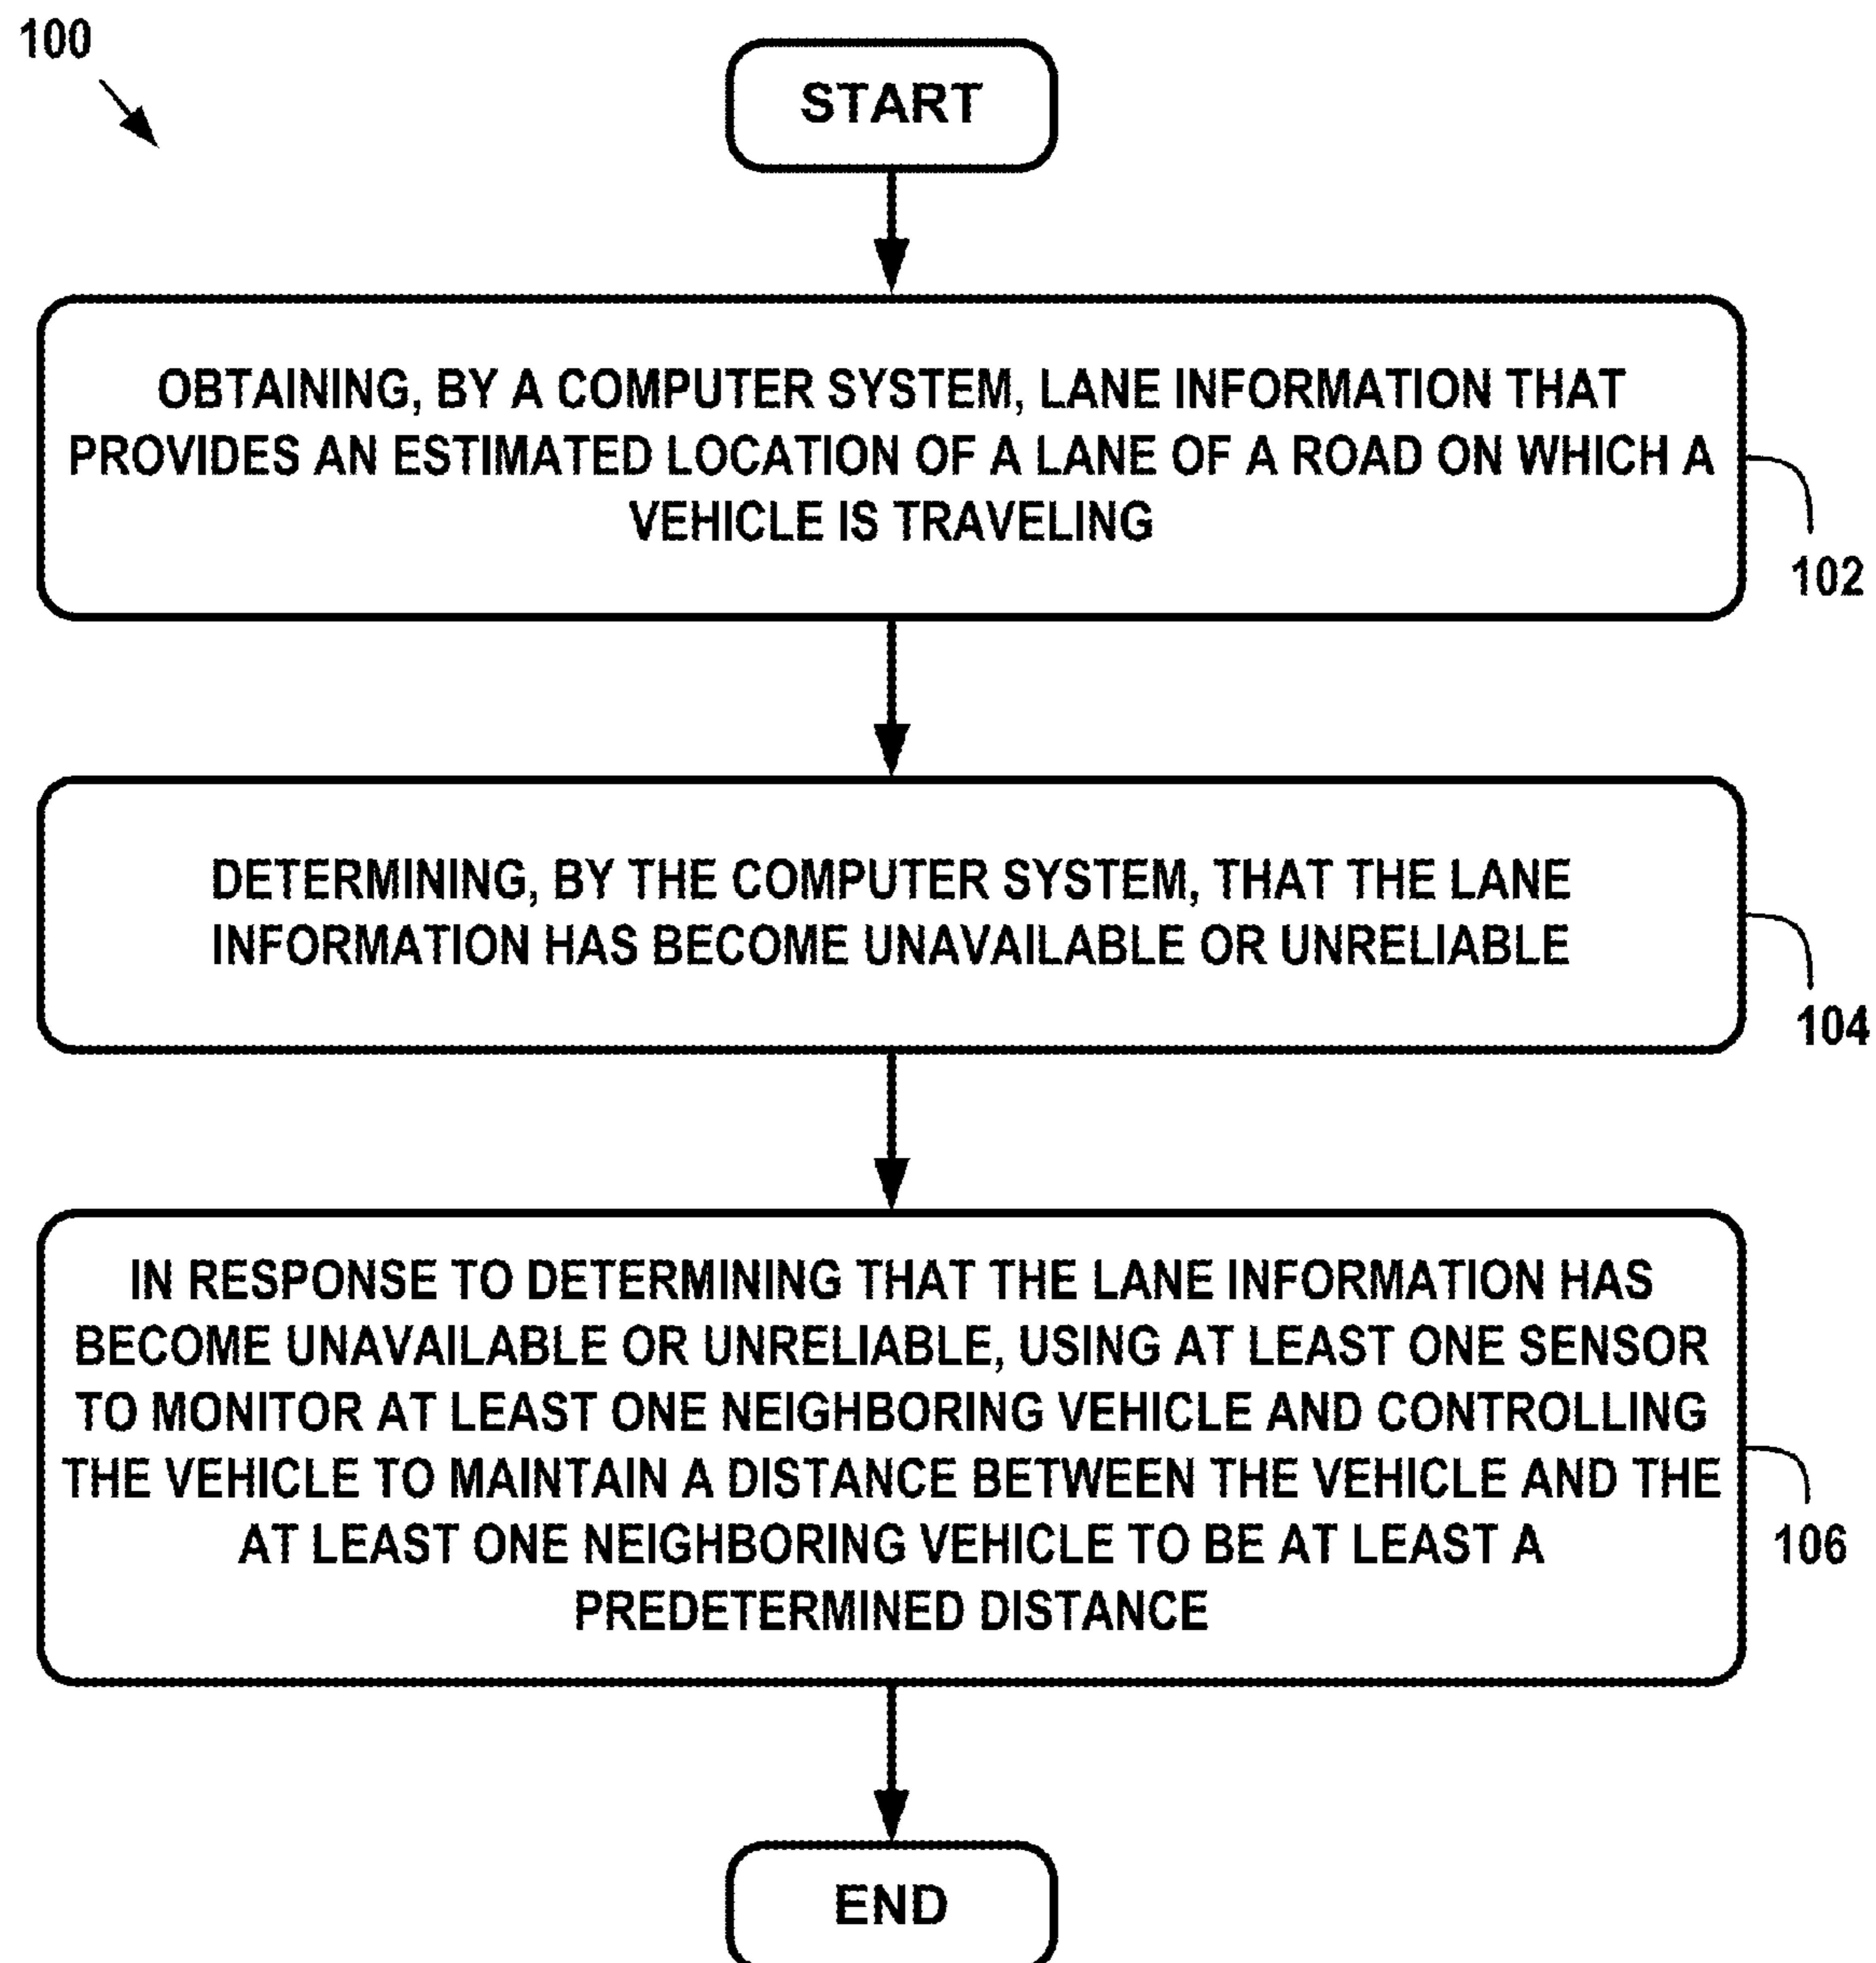 100
START
OBTAINING, BY A COMPUTER SYSTEM, LANE INFORMATION THAT
PROVIDES AN ESTIMATED LOCATION OF A LANE OF A ROAD ON WHICH A
VEHICLE IS TRAVELING
102
DETERMINING, BY THE COMPUTER SYSTEM, THAT THE LANE
INFORMATION HAS BECOME UNAVAILABLE OR UNRELIABLE
104
IN RESPONSE TO DETERMINING THAT THE LANE INFORMATION HAS
BECOME UNAVAILABLE OR UNRELIABLE, USING AT LEAST ONE SENSOR
TO MONITOR AT LEAST ONE NEIGHBORING VEHICLE AND CONTROLLING
THE VEHICLE TO MAINTAIN A DISTANCE BETWEEN THE VEHICLE AND THE
AT LEAST ONE NEIGHBORING VEHICLE TO BE AT LEAST A
PREDETERMINED DISTANCE
106
END